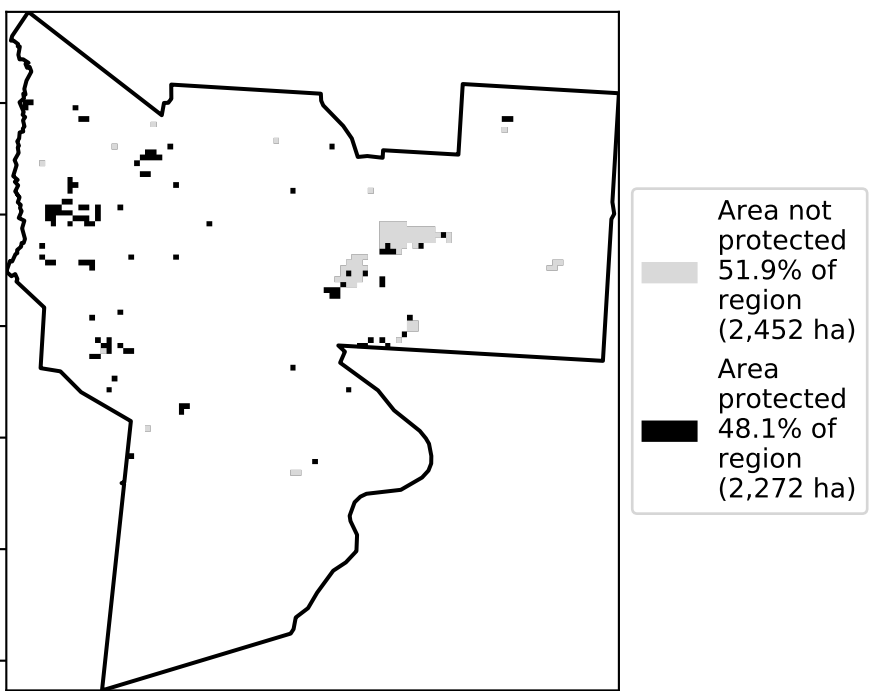 Area not
protected
51.9% of
region
(2,452 ha)
Area
protected
48.1% of
region
(2,272 ha)